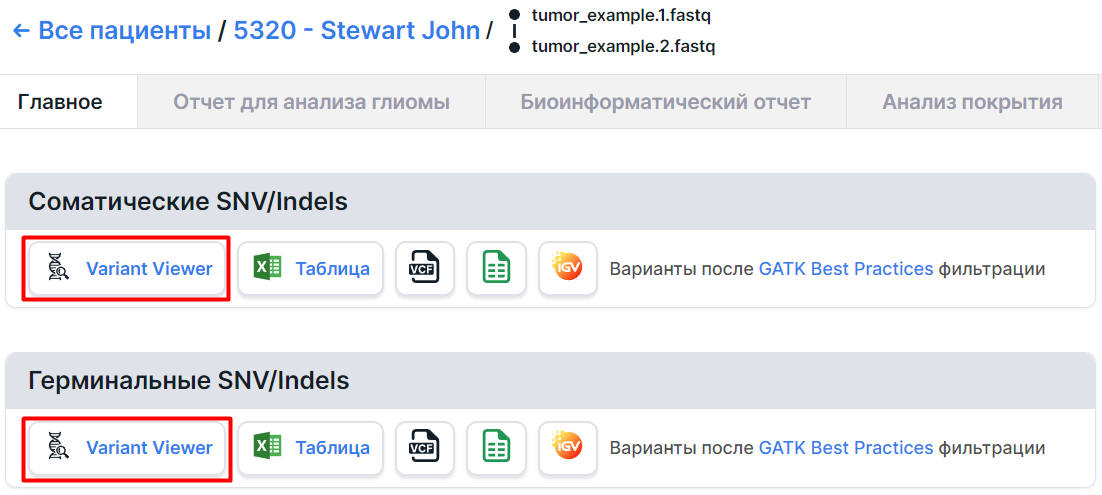 ← Все пациенты / 5320 - Stewart John /
tumor_example.1.fastq
tumor_example.2.fastq
Главное
Отчет для анализа глиомы
Биоинформатический отчет
Анализ покрытия
Соматические SNV/Indels
Variant Viewer
Таблица
VCF
IGV
Варианты после GATK Best Practices фильтрации
Герминальные SNV/Indels
Variant Viewer
Таблица
VCF
IGV
Варианты после GATK Best Practices фильтрации